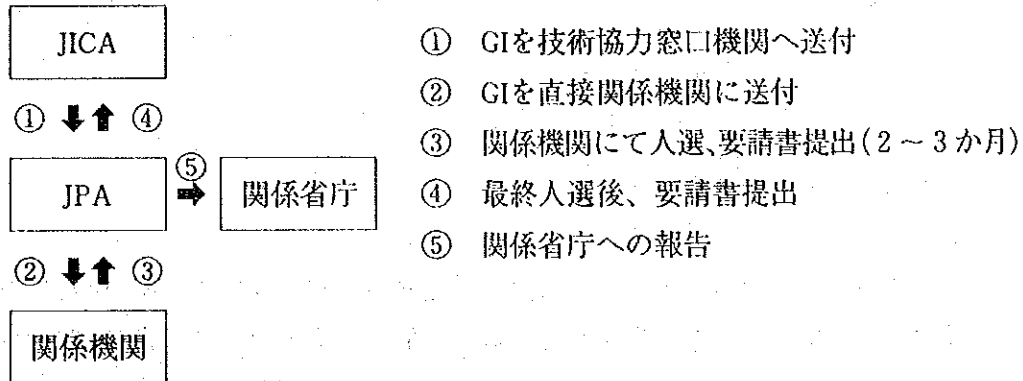 JICA
① ④
JPA
⑤
関係省庁
② ③
関係機関
① GIを技術協力窓口機関へ送付
② GIを直接関係機関に送付
③ 関係機関にて人選、要請書提出(2~3か月)
④ 最終人選後、要請書提出
⑤ 関係省庁への報告